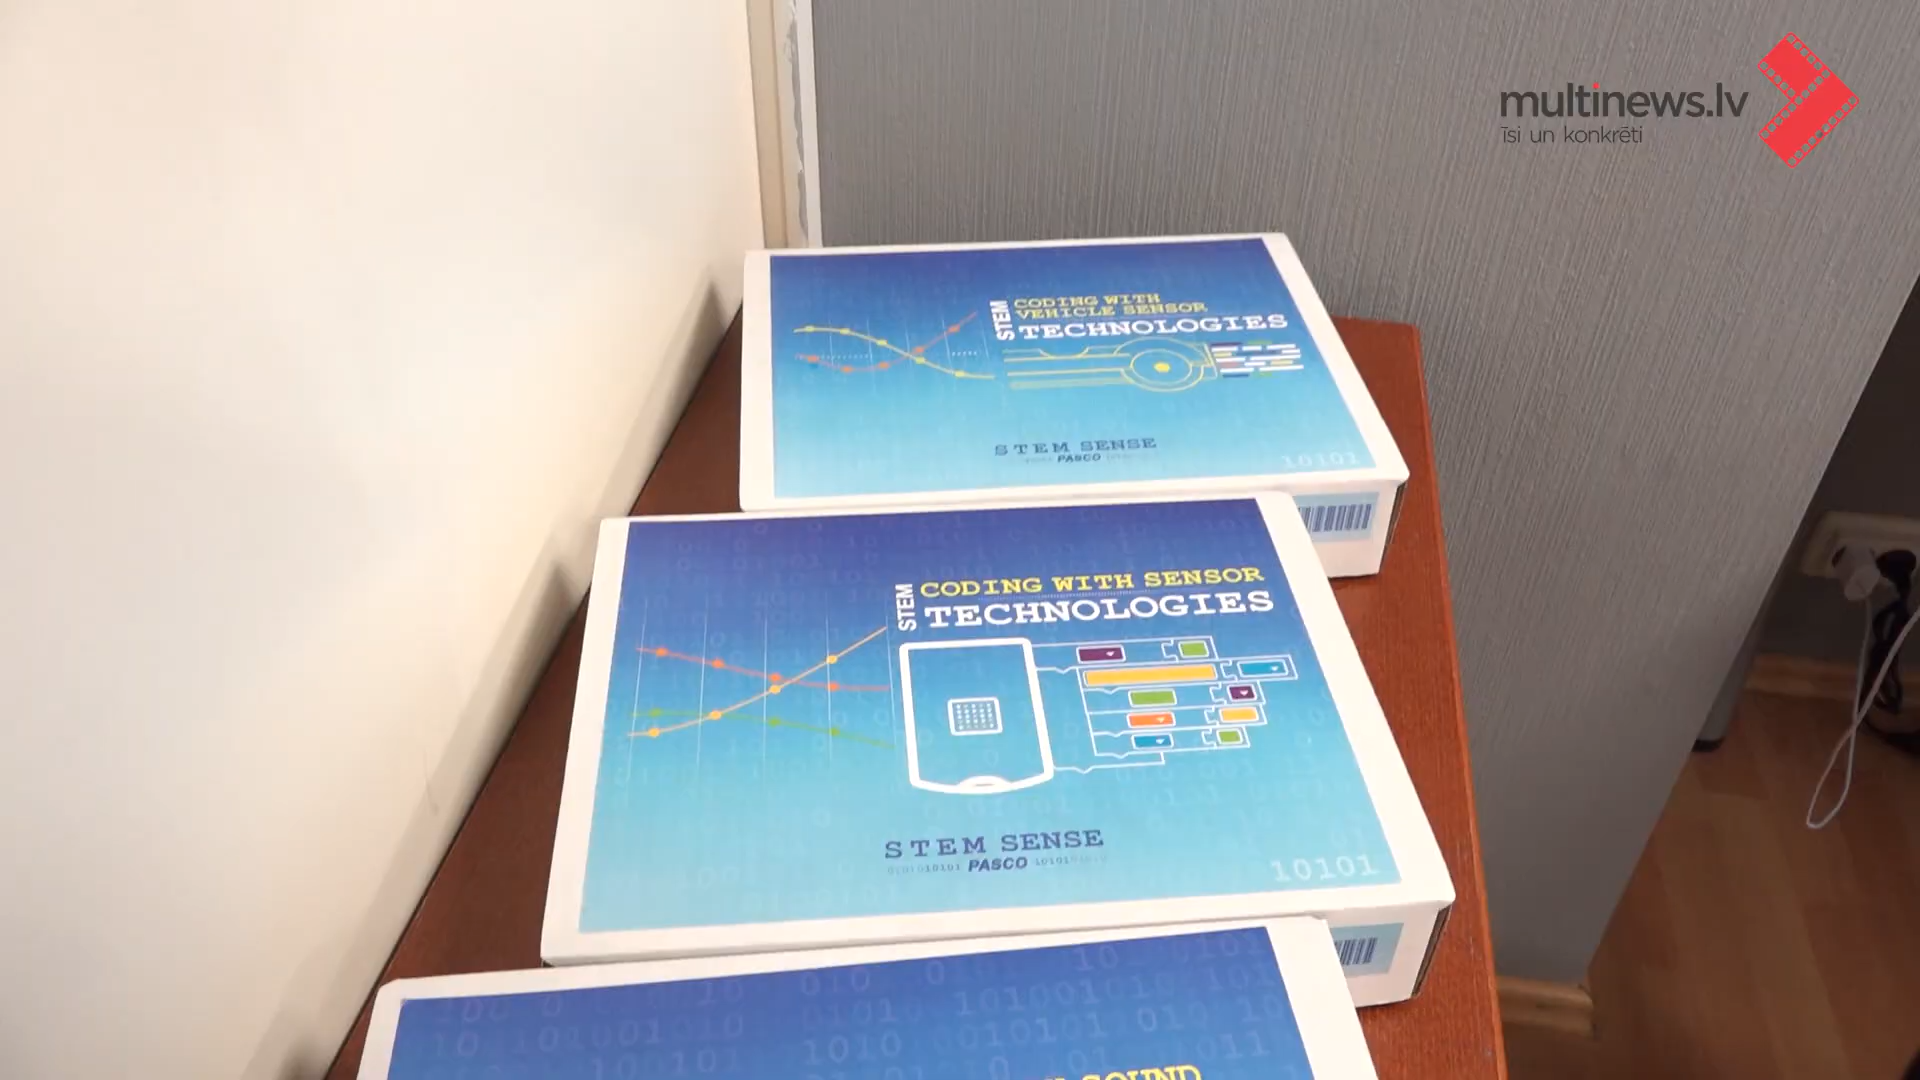 multinews.lv
īsi un konkrēti
STEM
CODING WITH
VEHICLE SENSOR
TECHNOLOGIES
STEM SENSE
PASCO
10101
STEM
CODING WITH SENSOR
TECHNOLOGIES
STEM SENSE
PASCO
10101
SOUND